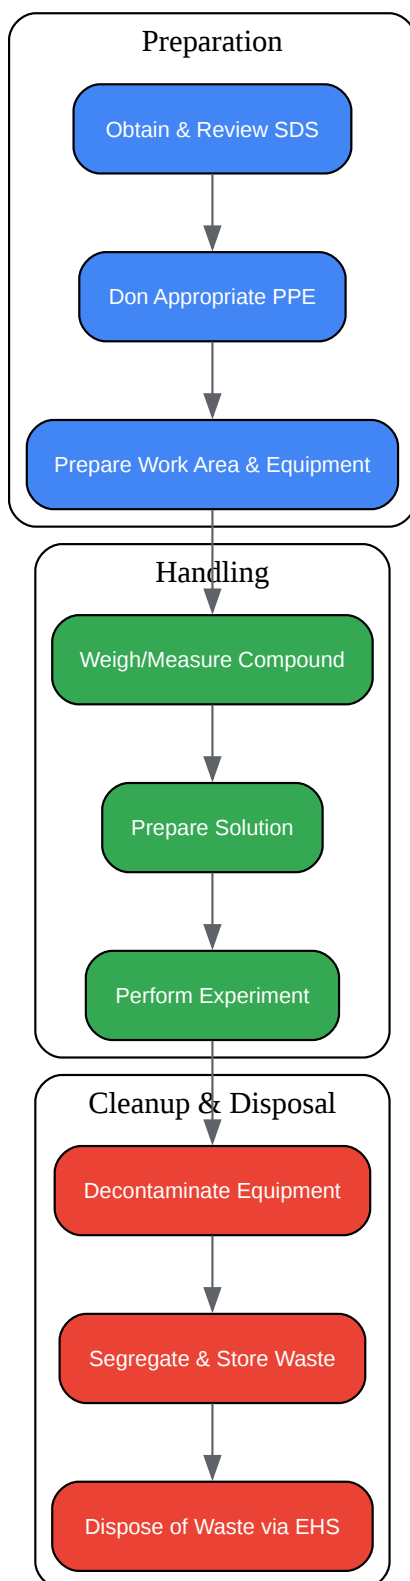 Preparation
Obtain & Review SDS
Don Appropriate PPE
Prepare Work Area & Equipment
Handling
Weigh/Measure Compound
Prepare Solution
Perform Experiment
Cleanup & Disposal
Decontaminate Equipment
Segregate & Store Waste
Dispose of Waste via EHS